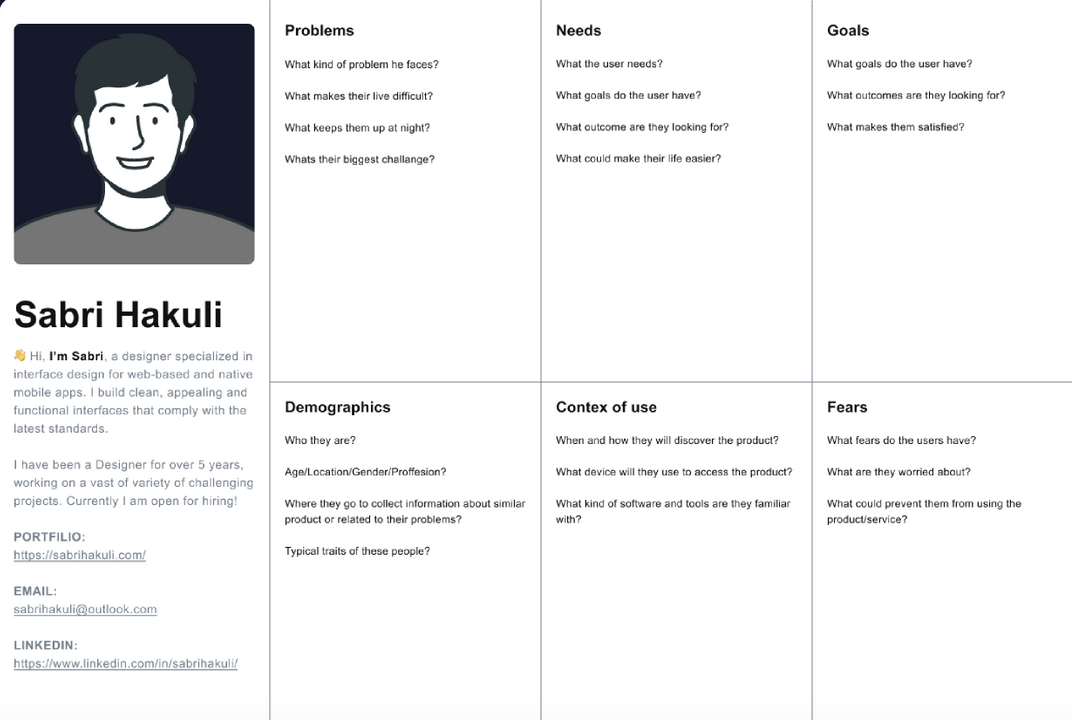 Sabri Hakuli
👋 Hi, I'm Sabri, a designer specialized in
interface design for web-based and native
mobile apps. I build clean, appealing and
functional interfaces that comply with the
latest standards.
I have been a Designer for over 5 years,
working on a vast of variety of challenging
projects. Currently I am open for hiring!
PORTFILIO:
https://sabrihakuli.com/
EMAIL:
sabrihakuli@outlook.com
LINKEDIN:
https://www.linkedin.com/in/sabrihakuli/
Problems
What kind of problem he faces?
What makes their live difficult?
What keeps them up at night?
Whats their biggest challange?
Needs
What the user needs?
What goals do the user have?
What outcome are they looking for?
What could make their life easier?
Goals
What goals do the user have?
What outcomes are they looking for?
What makes them satisfied?
Demographics
Who they are?
Age/Location/Gender/Proffesion?
Where they go to collect information about similar
product or related to their problems?
Typical traits of these people?
Contex of use
When and how they will discover the product?
What device will they use to access the product?
What kind of software and tools are they familiar
with?
Fears
What fears do the users have?
What are they worried about?
What could prevent them from using the
product/service?